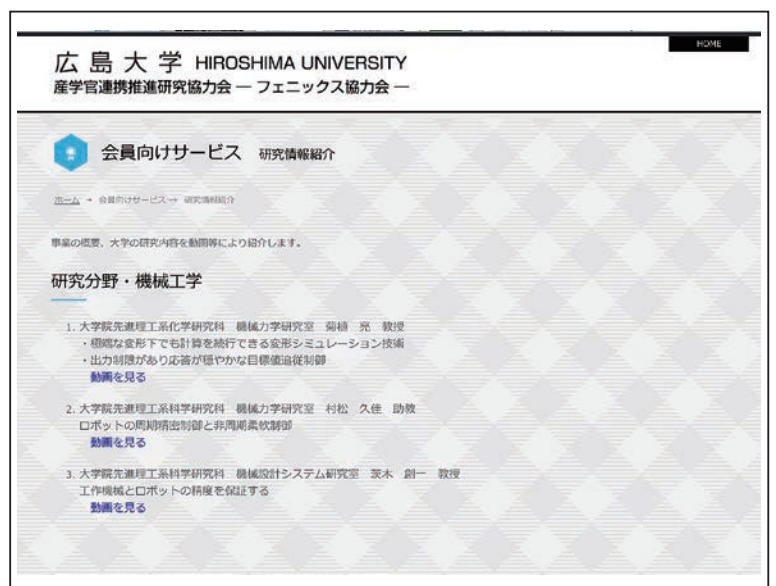 HOME
広島大学 HIROSHIMA UNIVERSITY
産学官連携推進研究協力会 ― フェニックス協力会 ―
会員向けサービス 研究情報紹介
ホーム → 会員向けサービス → 研究情報紹介
事業の概要、大学の研究内容を動画等により紹介します。
研究分野・機械工学
1. 大学院先進理工系化学研究科 機械力学研究室 菊植 亮 教授
・極端な変形下でも計算を続行できる変形シミュレーション技術
・出力制限があり応答が穏やかな目標値追従制御
動画を見る
2. 大学院先進理工系科学研究科 機械力学研究室 村松 久佳 助教
ロボットの周期精密制御と非周期柔軟制御
動画を見る
3. 大学院先進理工系科学研究科 機械設計システム研究室 茨木 創一 教授
工作機械とロボットの精度を保証する
動画を見る